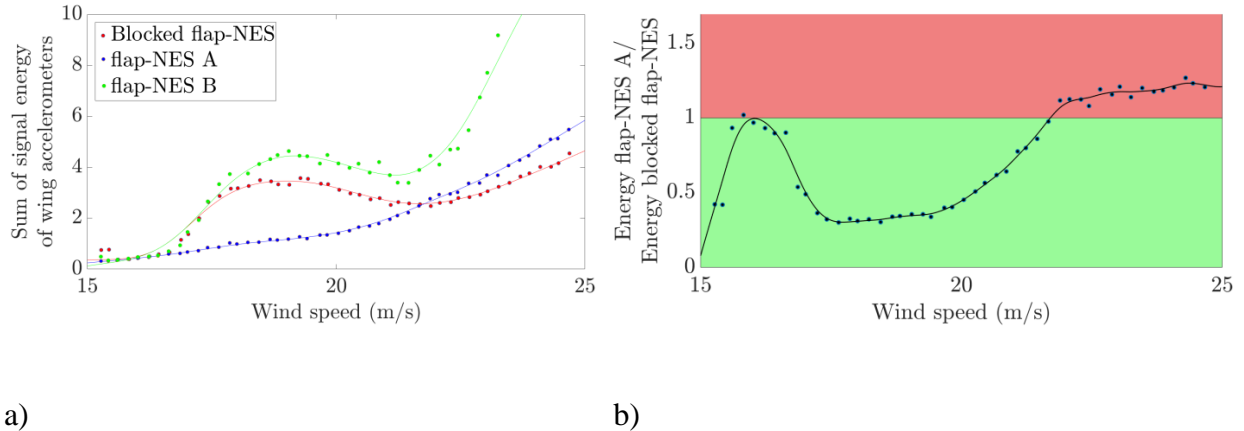 Sum of signal energy
of wing accelerometers
10
8
6
4
2
0
Blocked flap-NES
flap-NES A
flap-NES B
15
20
25
Wind speed (m/s)
Energy flap-NES A/
Energy blocked flap-NES
1.5
1
0.5
0
15
20
25
Wind speed (m/s)
a)
b)